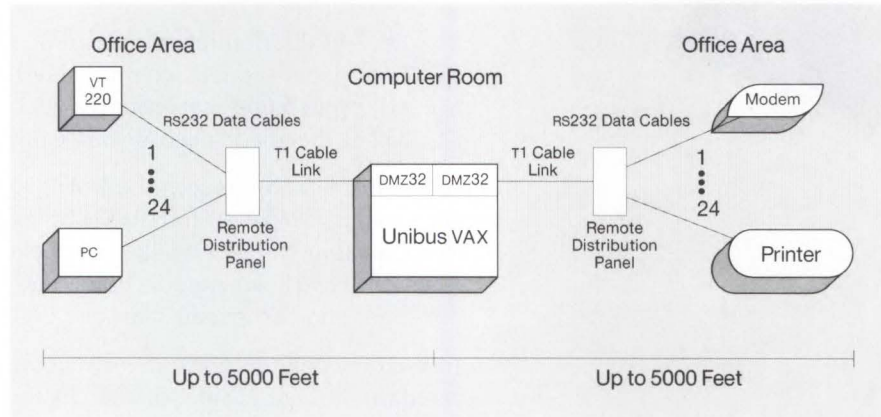 Office Area
VT
220
RS232 Data Cables
1
24
PC
T1 Cable
Link
Remote
Distribution
Panel
Computer Room
DMZ32
DMZ32
Unibus VAX
T1 Cable
Link
Remote
Distribution
Panel
Office Area
RS232 Data Cables
Modem
1
24
Printer
Up to 5000 Feet
Up to 5000 Feet